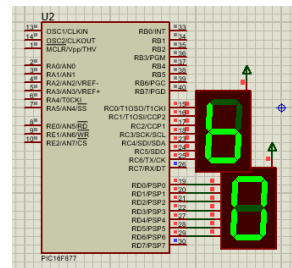 U2
13 OSC1/CLKIN RB0/INT 33
14 OSC2/CLKOUT RB1 34
1 MCLR/Vpp/THV RB2 35
RB3/PGM 36
2 RA0/AN0 RB4 37
3 RA1/AN1 RB5 38
4 RA2/AN2/VREF- RB6/PGC 39
5 RA3/AN3/VREF+ RB7/PGD 40
6 RA4/T0CKI
7 RA5/AN4/SS RC0/T1OSO/T1CKI 15
RC1/T1OSI/CCP2 16
8 RE0/AN5/RD RC2/CCP1 17
9 RE1/AN6/WR RC3/SCK/SCL 18
10 RE2/AN7/CS RC4/SDI/SDA 23
RC5/SDO 24
RC6/TX/CK 25
RC7/RX/DT 26
RD0/PSP0 19
RD1/PSP1 20
RD2/PSP2 21
RD3/PSP3 22
RD4/PSP4 27
RD5/PSP5 28
RD6/PSP6 29
RD7/PSP7 30
PIC16F877
6
0